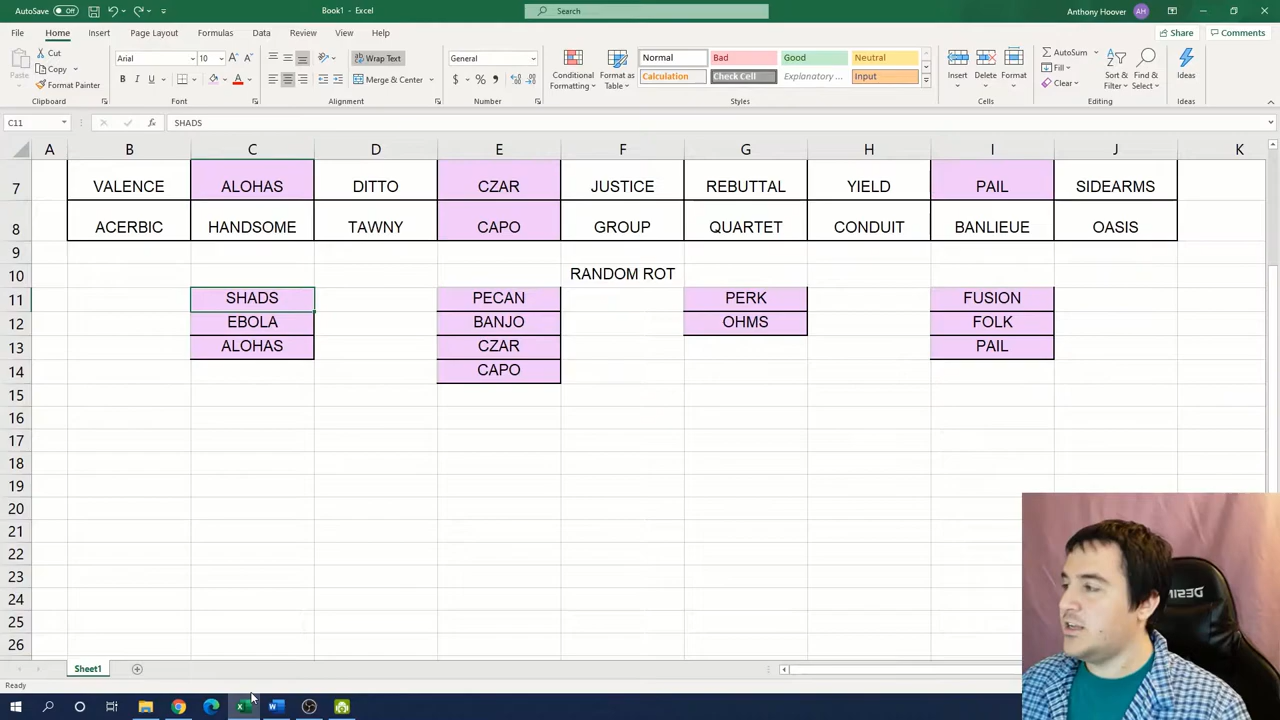 AutoSave Off Book1 - Excel Search Anthony Hoover AH
File Home Insert Page Layout Formulas Data Review View Help Share Comments
Cut
Copy
Format Painter
Paste
Arial 10
B I U
Wrap Text
Merge & Center
General
$ % ,
Conditional Formatting
Format as Table
Normal Bad Good Neutral
Calculation Check Cell Explanatory ... Input
Insert Delete Format
AutoSum
Fill
Clear
Sort & Filter
Find & Select
Ideas
Clipboard Font Alignment Number Styles Cells Editing Ideas
C11 fx SHADS
A B C D E F G H I J K
7 VALENCE ALOHAS DITTO CZAR JUSTICE REBUTTAL YIELD PAIL SIDEARMS
8 ACERBIC HANDSOME TAWNY CAPO GROUP QUARTET CONDUIT BANLIEUE OASIS
9
10 RANDOM ROT
11 SHADS PECAN PERK FUSION
12 EBOLA BANJO OHMS FOLK
13 ALOHAS CZAR PAIL
14 CAPO
15
16
17
18
19
20
21
22
23
24
25
26
Sheet1
Ready